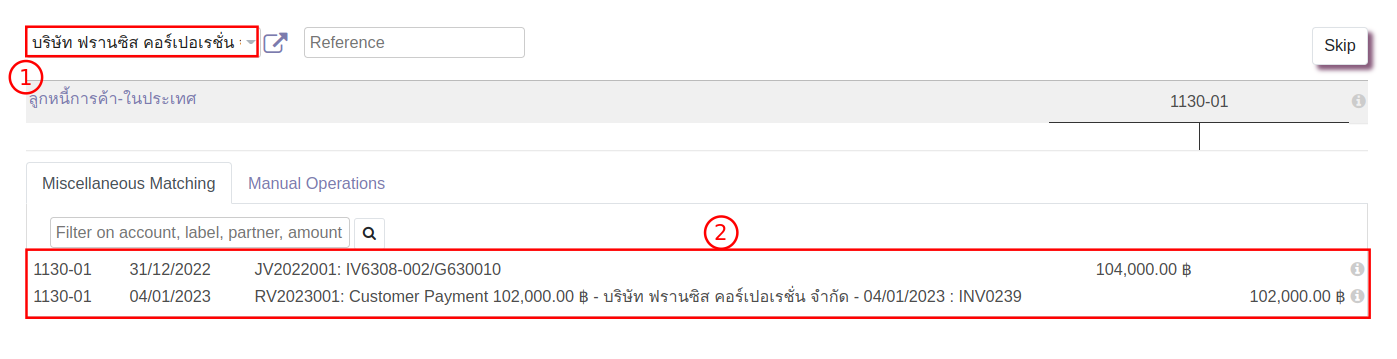 บริษัท ฟรานซิส คอร์เปอเรชั่น
Reference
Skip
1
ลูกหนี้การค้า-ในประเทศ 1130-01
Miscellaneous Matching Manual Operations
Filter on account, label, partner, amount
2
1130-01 31/12/2022 JV2022001: IV6308-002/G630010 104,000.00 ฿
1130-01 04/01/2023 RV2023001: Customer Payment 102,000.00 ฿ - บริษัท ฟรานซิส คอร์เปอเรชั่น จำกัด - 04/01/2023 : INV0239 102,000.00 ฿